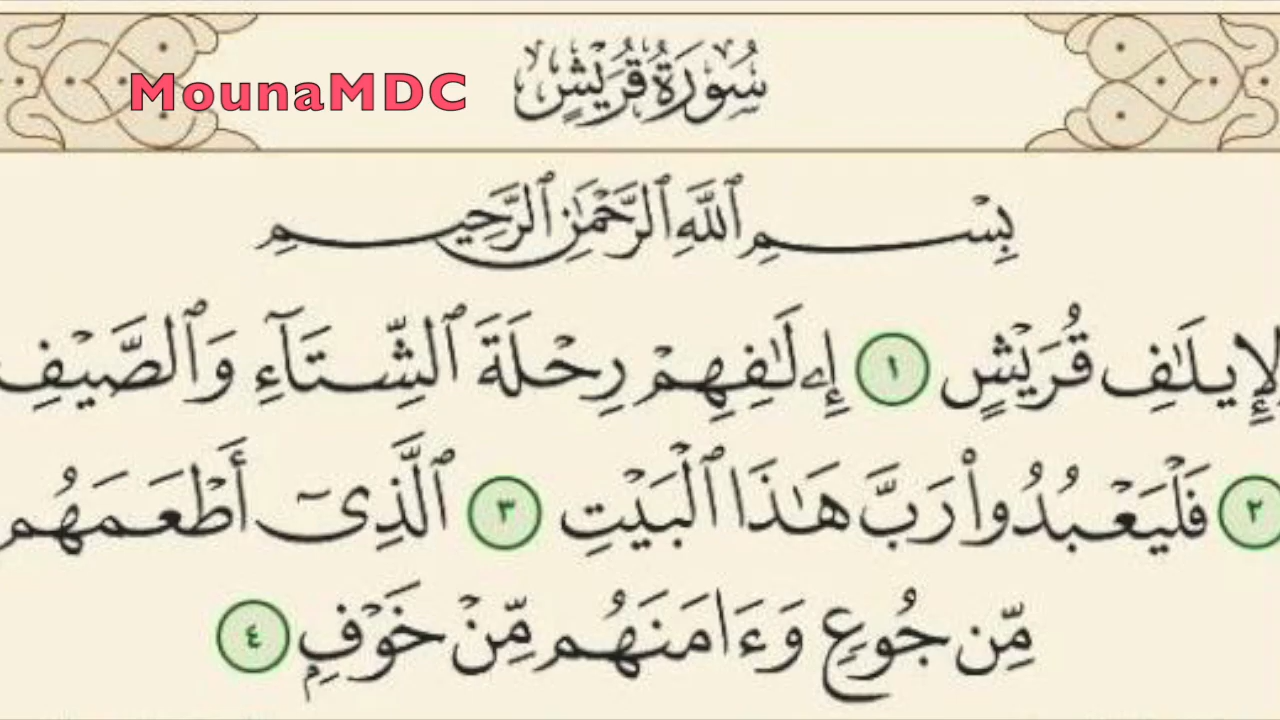 MounaMDC
سُورَةُ قُرَيْشٍ
بِسْمِ ٱللَّهِ ٱلرَّحْمَٰنِ ٱلرَّحِيمِ
لِإِيلَٰفِ قُرَيْشٍ ١ إِۦلَٰفِهِمْ رِحْلَةَ ٱلشِّتَآءِ وَٱلصَّيْفِ
٢ فَلْيَعْبُدُوا۟ رَبَّ هَٰذَا ٱلْبَيْتِ ٣ ٱلَّذِىٓ أَطْعَمَهُم
مِّن جُوعٍ وَءَامَنَهُم مِّنْ خَوْفٍۭ ٤